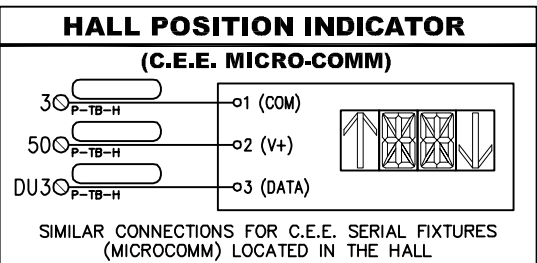 HALL POSITION INDICATOR
(C.E.E. MICRO-COMM)
3 P-TB-H 1 (COM)
50 P-TB-H 2 (V+)
DU3 P-TB-H 3 (DATA)
SIMILAR CONNECTIONS FOR C.E.E. SERIAL FIXTURES
(MICROCOMM) LOCATED IN THE HALL